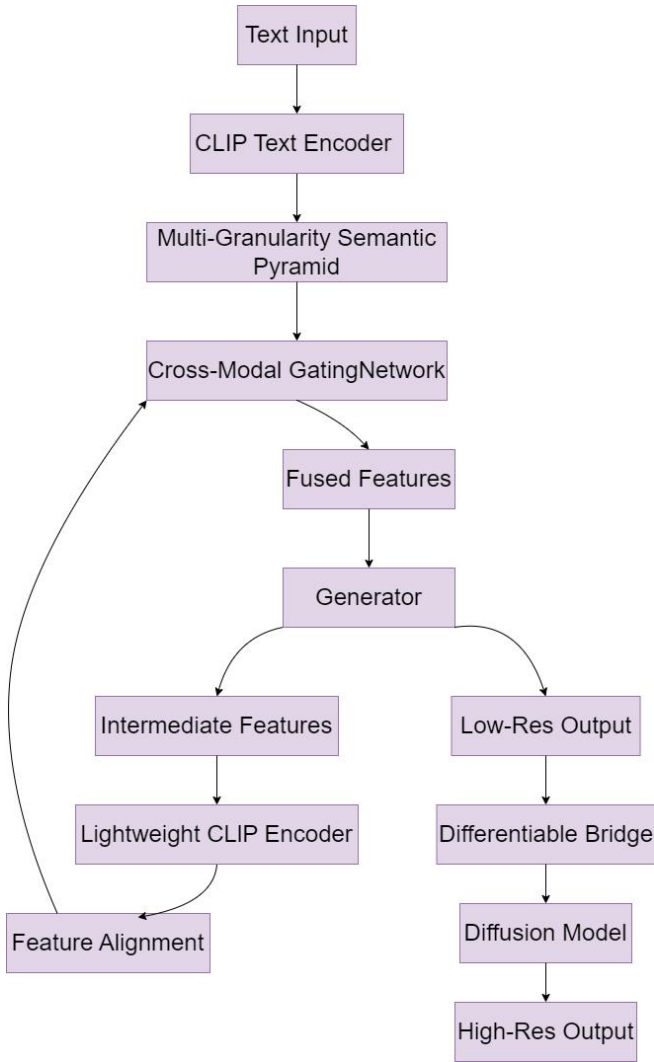 Text Input
CLIP Text Encoder
Multi-Granularity Semantic
Pyramid
Cross-Modal GatingNetwork
Fused Features
Generator
Intermediate Features
Low-Res Output
Lightweight CLIP Encoder
Differentiable Bridge
Feature Alignment
Diffusion Model
High-Res Output